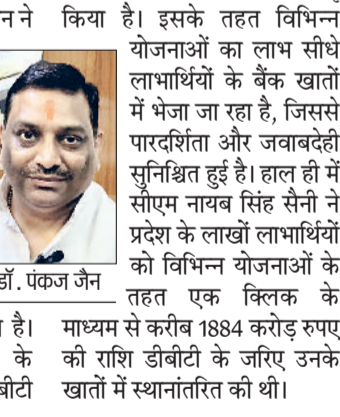 न ने
किया है। इसके तहत विभिन्न
योजनाओं का लाभ सीधे
लाभार्थियों के बैंक खातों
में भेजा जा रहा है, जिससे
पारदर्शिता और जवाबदेही
सुनिश्चित हुई है। हाल ही में
सीएम नायब सिंह सैनी ने
प्रदेश के लाखों लाभार्थियों
को विभिन्न योजनाओं के
डॉ. पंकज जैन
तहत एक क्लिक के
है।
माध्यम से करीब 1884 करोड़ रुपए
के
की राशि डीबीटी के जरिए उनके
बीटी
खातों में स्थानांतरित की थी।